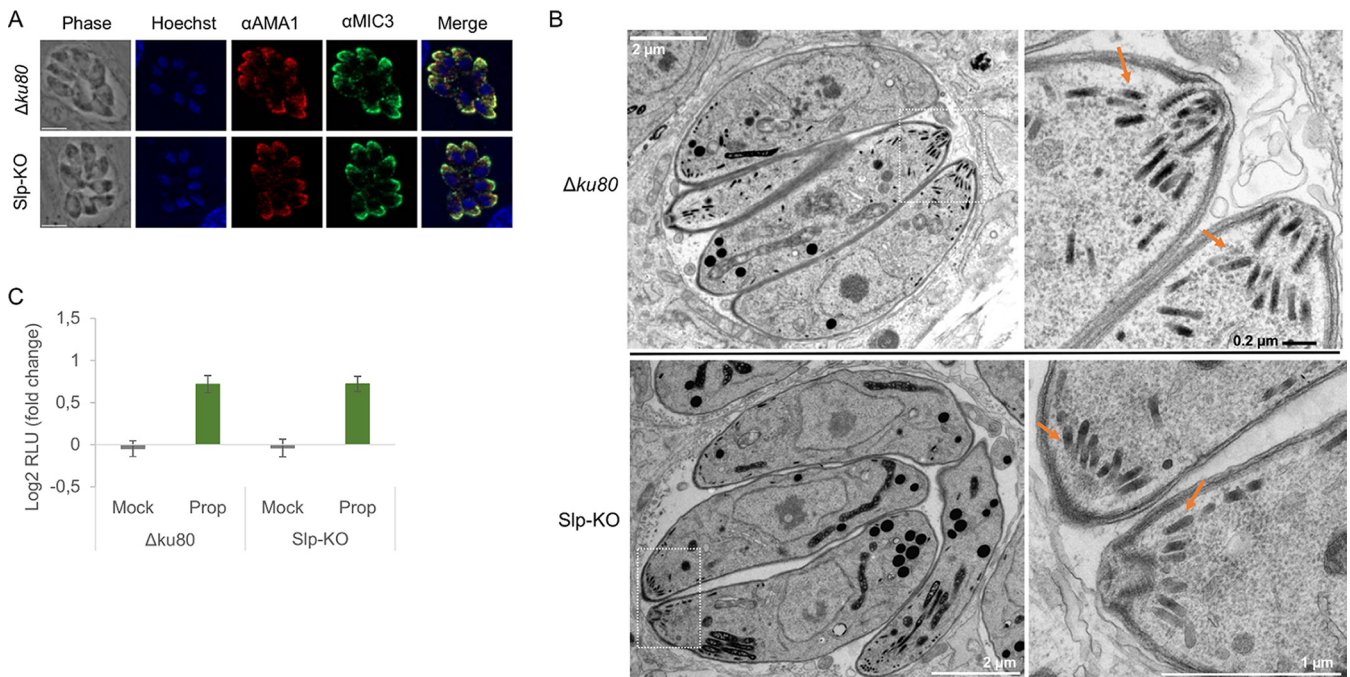 A
Phase Hoechst αAMA1 αMIC3 Merge
Δku80
Slp-KO
B
2 µm
Δku80
0.2 µm
Slp-KO
2 µm
1 µm
C
Log2 RLU (fold change)
1,5
1
0,5
0
-0,5
Mock Prop Mock Prop
Δku80 Slp-KO